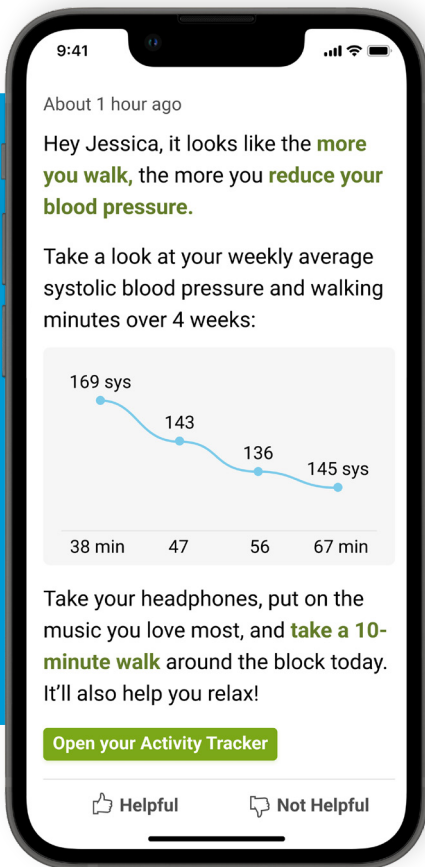 9:41
About 1 hour ago
Hey Jessica, it looks like the more
you walk, the more you reduce your
blood pressure.
Take a look at your weekly average
systolic blood pressure and walking
minutes over 4 weeks:
169 sys
143
136
145 sys
38 min 47 56 67 min
Take your headphones, put on the
music you love most, and take a 10-
minute walk around the block today.
It’ll also help you relax!
Open your Activity Tracker
Helpful Not Helpful